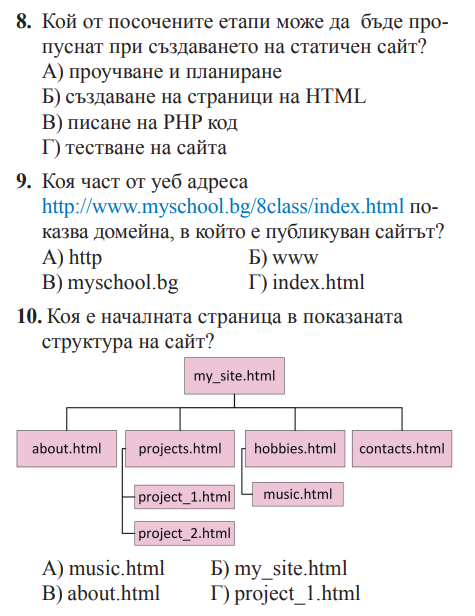 8. Кой от посочените етапи може да бъде про-
пуснат при създаването на статичен сайт?
А) проучване и планиране
Б) създаване на страници на HTML
В) писане на PHP код
Г) тестване на сайта
9. Коя част от уеб адреса
http://www.myschool.bg/8class/index.html по-
казва домейна, в който е публикуван сайтът?
А) http Б) www
В) myschool.bg Г) index.html
10. Коя е началната страница в показаната
структура на сайт?
my_site.html
about.html projects.html hobbies.html contacts.html
project_1.html music.html
project_2.html
А) music.html Б) my_site.html
В) about.html Г) project_1.html